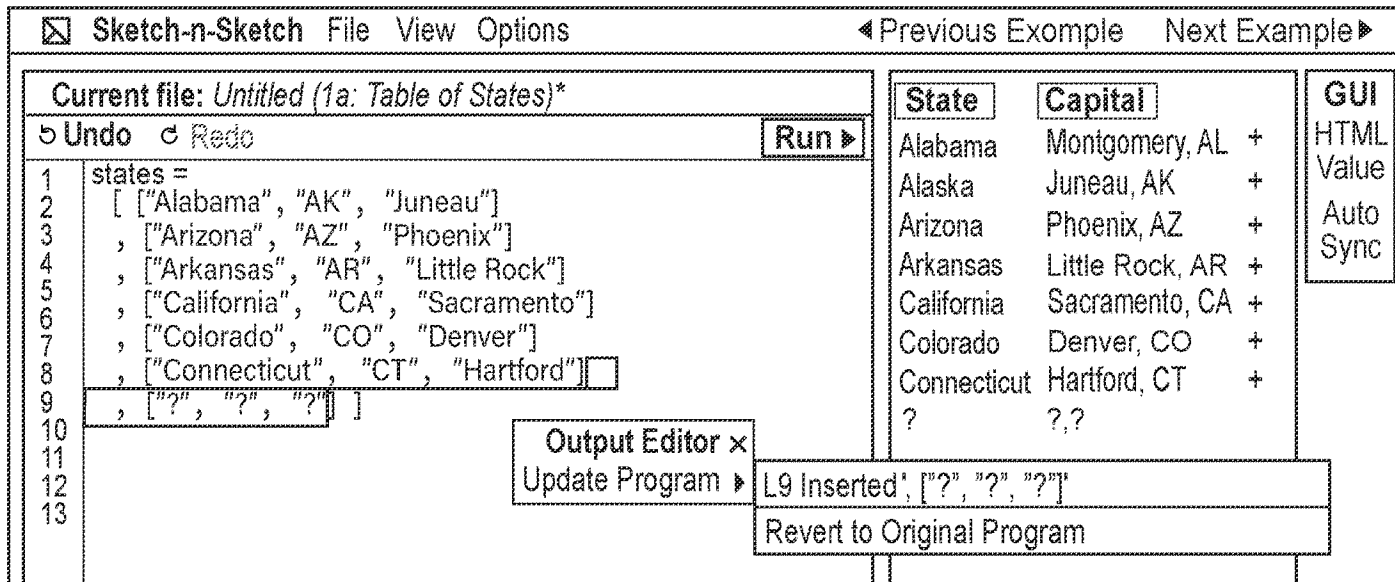 Sketch-n-Sketch File View Options ◀Previous Exomple Next Example▶
Current file: Untitled (1a: Table of States)*
Undo Redo Run ▶
1 states =
2 [ ["Alabama", "AK", "Juneau"]
3 , ["Arizona", "AZ", "Phoenix"]
4 , ["Arkansas", "AR", "Little Rock"]
5 , ["California", "CA", "Sacramento"]
6
7 , ["Colorado", "CO", "Denver"]
8 , ["Connecticut", "CT", "Hartford"]
9 , ["?", "?", "?"] ]
10
11
12
13
Output Editor ×
Update Program ▶
L9 Inserted", ["?", "?", "?"]"
Revert to Original Program
State Capital
Alabama Montgomery, AL +
Alaska Juneau, AK +
Arizona Phoenix, AZ +
Arkansas Little Rock, AR +
California Sacramento, CA +
Colorado Denver, CO +
Connecticut Hartford, CT +
? ?,?
GUI
HTML
Value
Auto
Sync